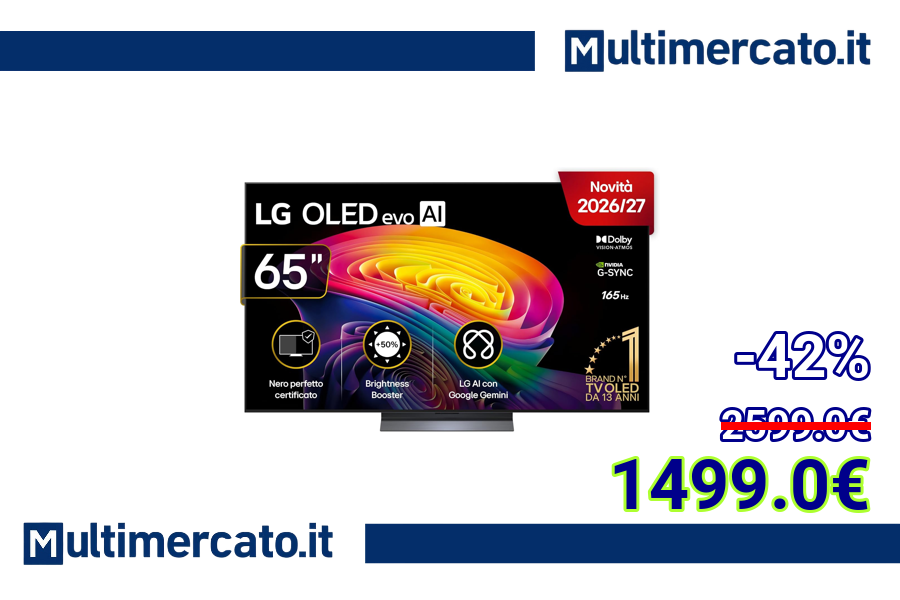 Multimercato.it
Novità
2026/27
LG OLED evo AI
Dolby
VISION·ATMOS
NVIDIA
G-SYNC
65"
165Hz
+50%
1
Nero perfetto
certificato
Brightness
Booster
LG AI con
Google Gemini
BRAND N°
TV OLED
DA 13 ANNI
-42%
2599.0€
1499.0€
Multimercato.it